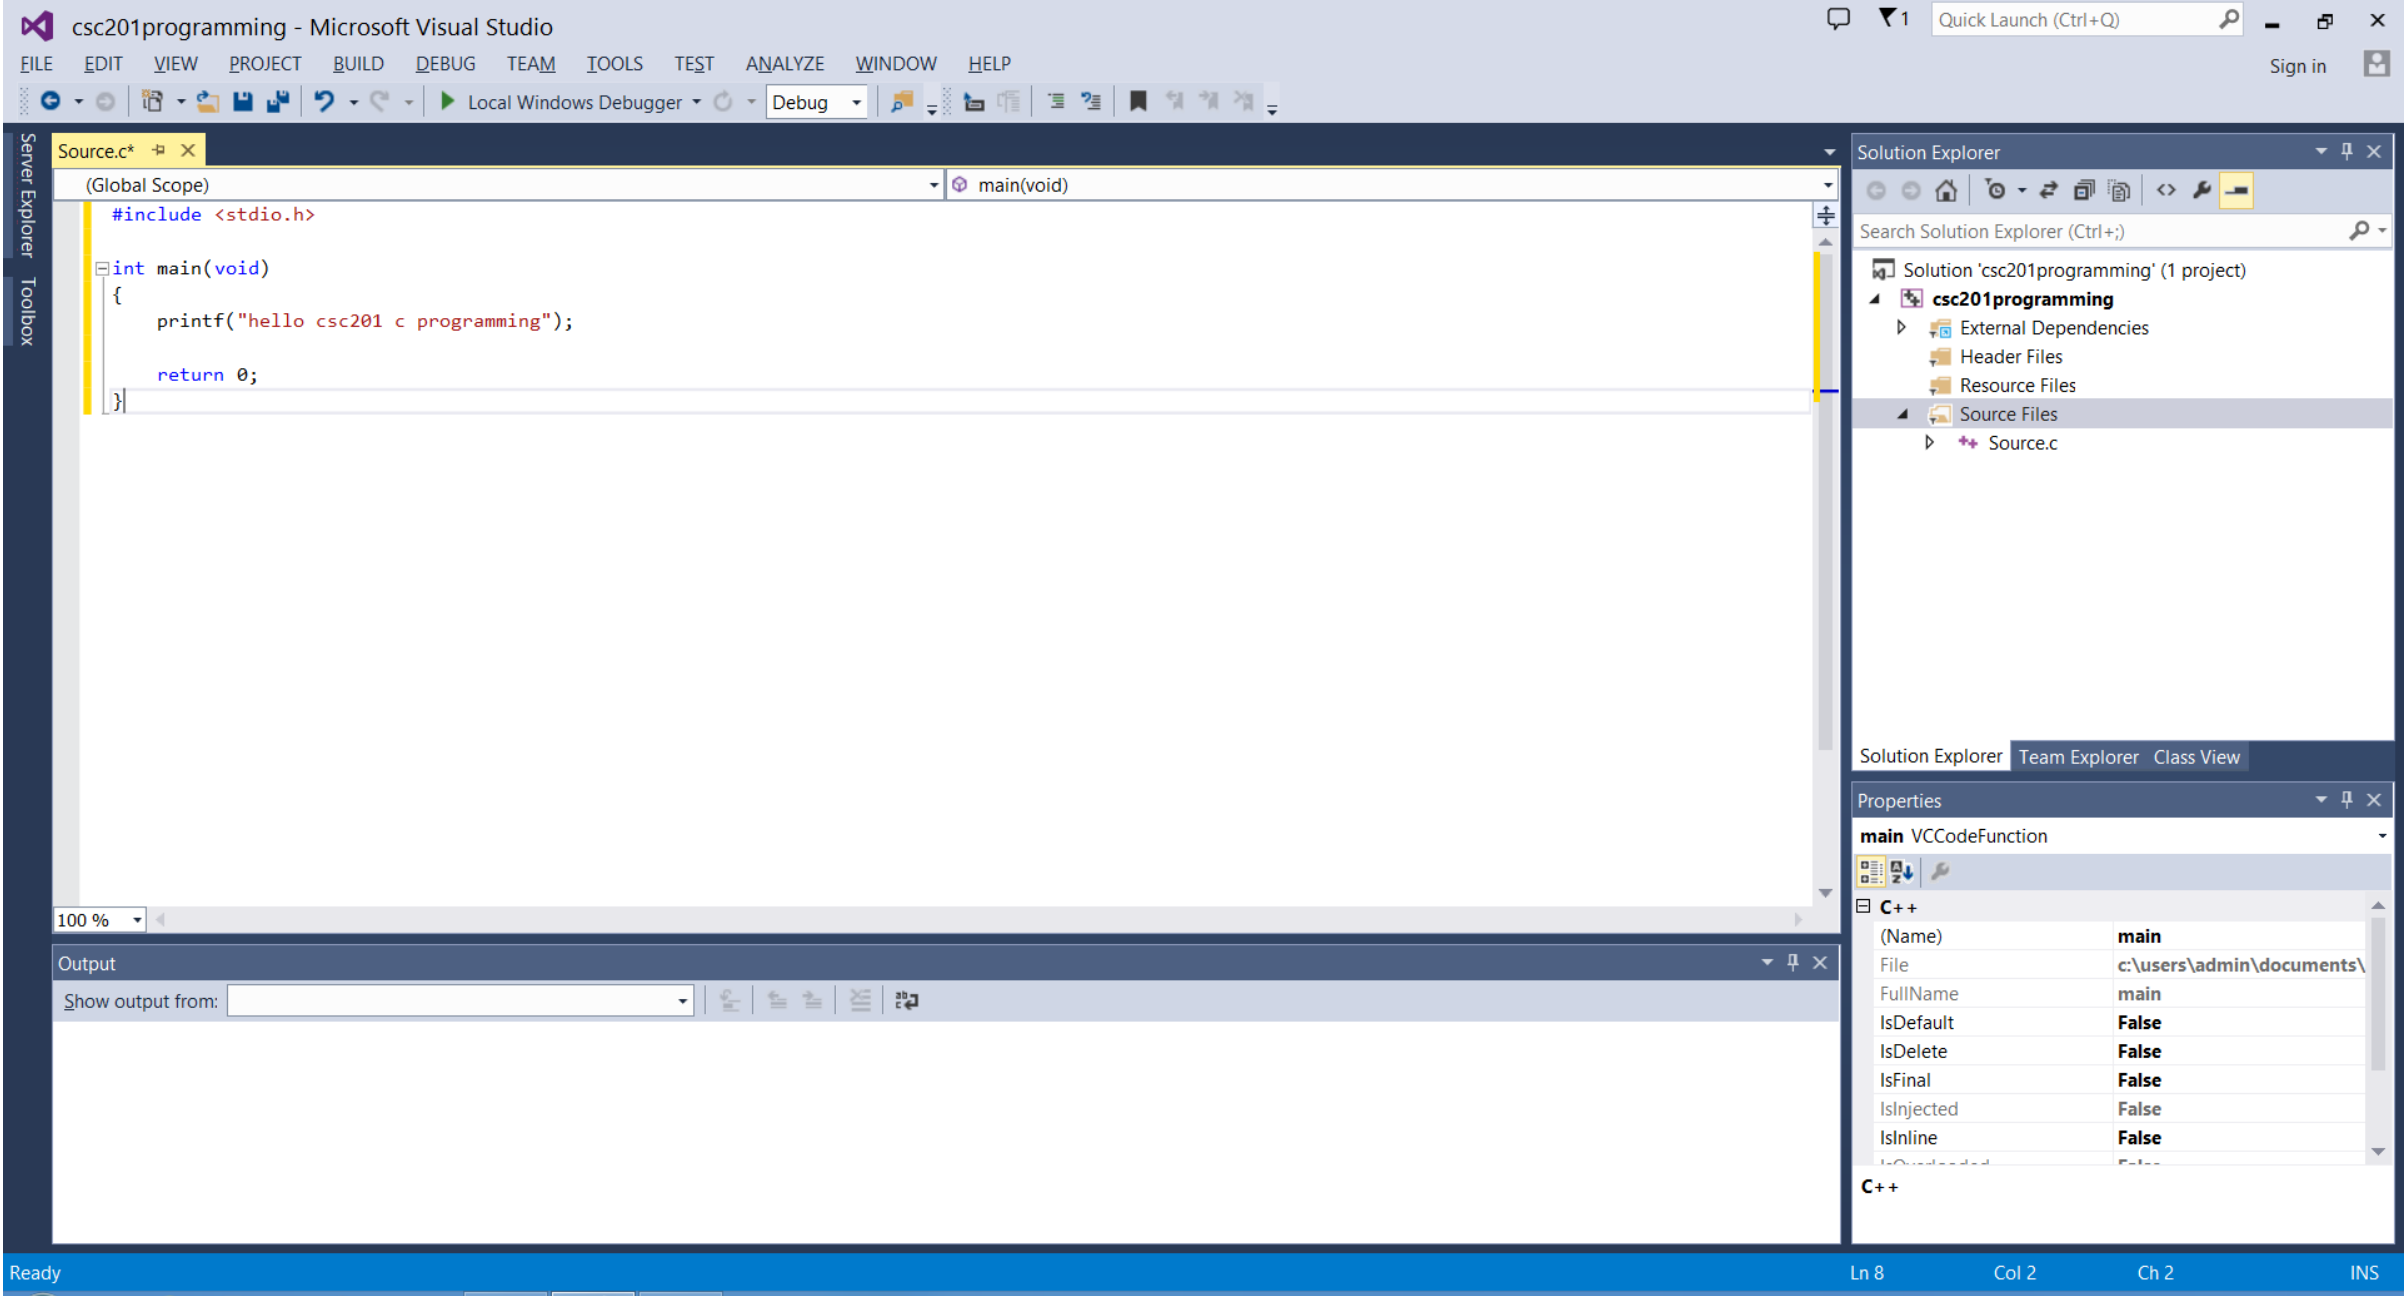 csc201programming - Microsoft Visual Studio
1
Quick Launch (Ctrl+Q)
FILE EDIT VIEW PROJECT BUILD DEBUG TEAM TOOLS TEST ANALYZE WINDOW HELP
Sign in
Local Windows Debugger
Debug
Server Explorer
Toolbox
Source.c*
(Global Scope)
main(void)
#include <stdio.h>
int main(void)
{
printf("hello csc201 c programming");
return 0;
}
100 %
Output
Show output from:
Solution Explorer
Search Solution Explorer (Ctrl+;)
Solution 'csc201programming' (1 project)
csc201programming
External Dependencies
Header Files
Resource Files
Source Files
Source.c
Solution Explorer Team Explorer Class View
Properties
main VCCodeFunction
C++
(Name) main
File c:\users\admin\documents\
FullName main
IsDefault False
IsDelete False
IsFinal False
IsInjected False
IsInline False
C++
Ready
Ln 8 Col 2 Ch 2 INS